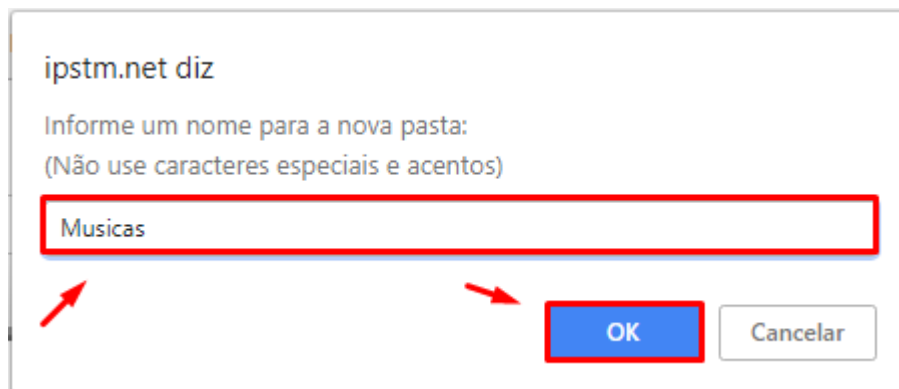 ipstm.net diz
Informe um nome para a nova pasta:
(Não use caracteres especiais e acentos)
Musicas
OK
Cancelar